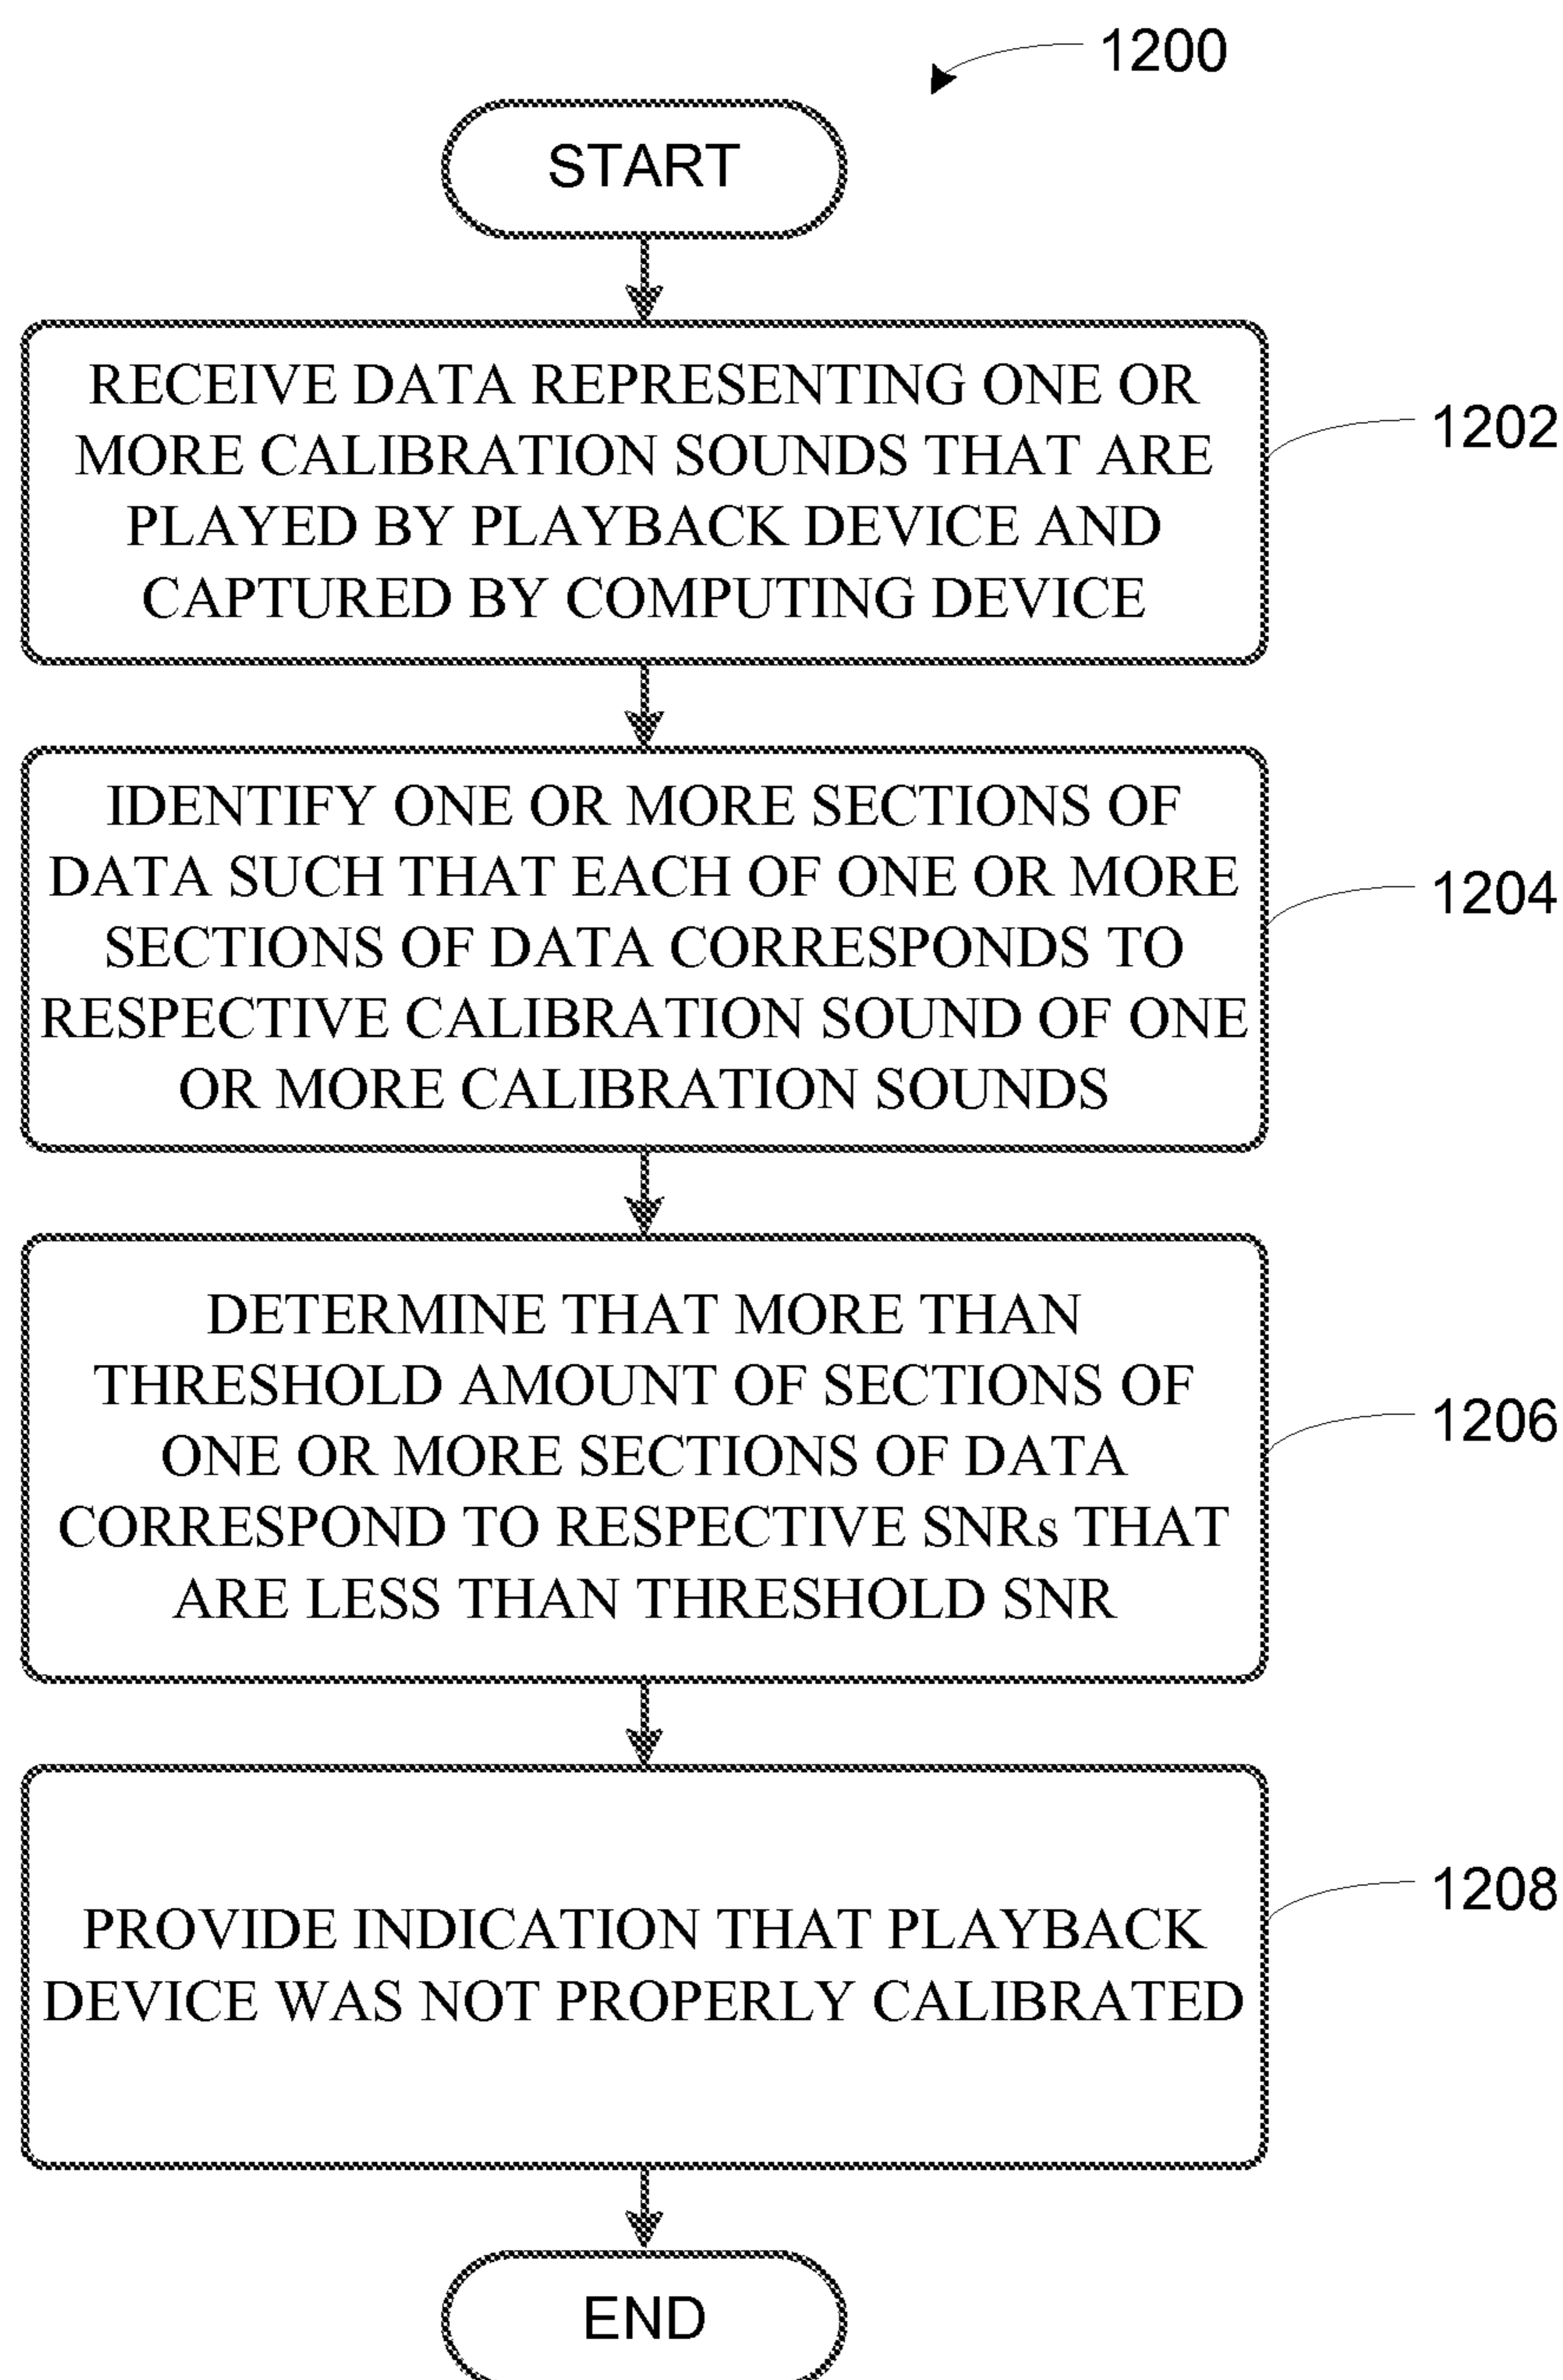 1200
START
RECEIVE DATA REPRESENTING ONE OR
MORE CALIBRATION SOUNDS THAT ARE
PLAYED BY PLAYBACK DEVICE AND
CAPTURED BY COMPUTING DEVICE
1202
IDENTIFY ONE OR MORE SECTIONS OF
DATA SUCH THAT EACH OF ONE OR MORE
SECTIONS OF DATA CORRESPONDS TO
RESPECTIVE CALIBRATION SOUND OF ONE
OR MORE CALIBRATION SOUNDS
1204
DETERMINE THAT MORE THAN
THRESHOLD AMOUNT OF SECTIONS OF
ONE OR MORE SECTIONS OF DATA
CORRESPOND TO RESPECTIVE SNRs THAT
ARE LESS THAN THRESHOLD SNR
1206
PROVIDE INDICATION THAT PLAYBACK
DEVICE WAS NOT PROPERLY CALIBRATED
1208
END